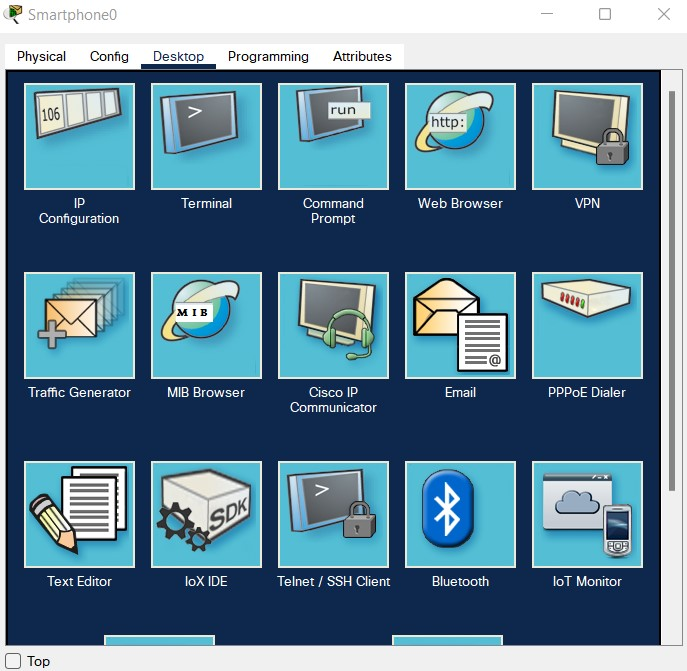 Smartphone0
Physical Config Desktop Programming Attributes
106
>
run
http:
IP
Configuration
Terminal
Command
Prompt
Web Browser
VPN
MIB
@
Traffic Generator
MIB Browser
Cisco IP
Communicator
Email
PPPoE Dialer
SDK
>
Text Editor
IoX IDE
Telnet / SSH Client
Bluetooth
IoT Monitor
Top